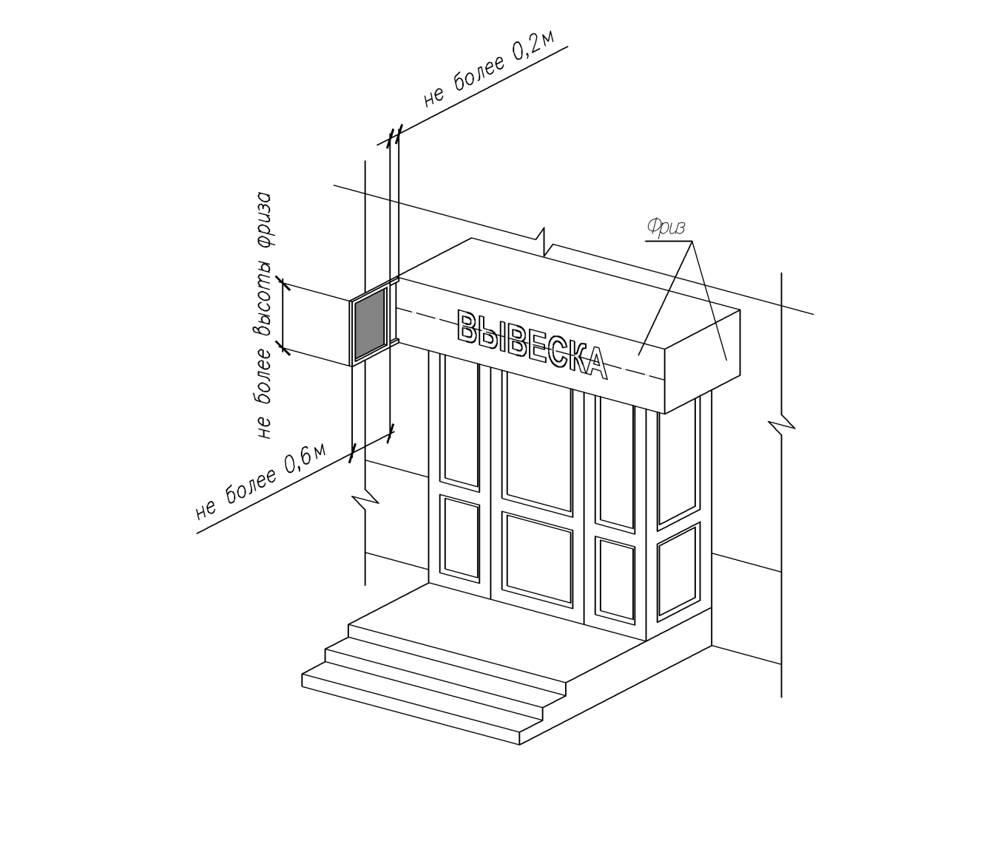 не более 0,2м
не более высоты фриза
Фриз
ВЫВЕСКА
не более 0,6м